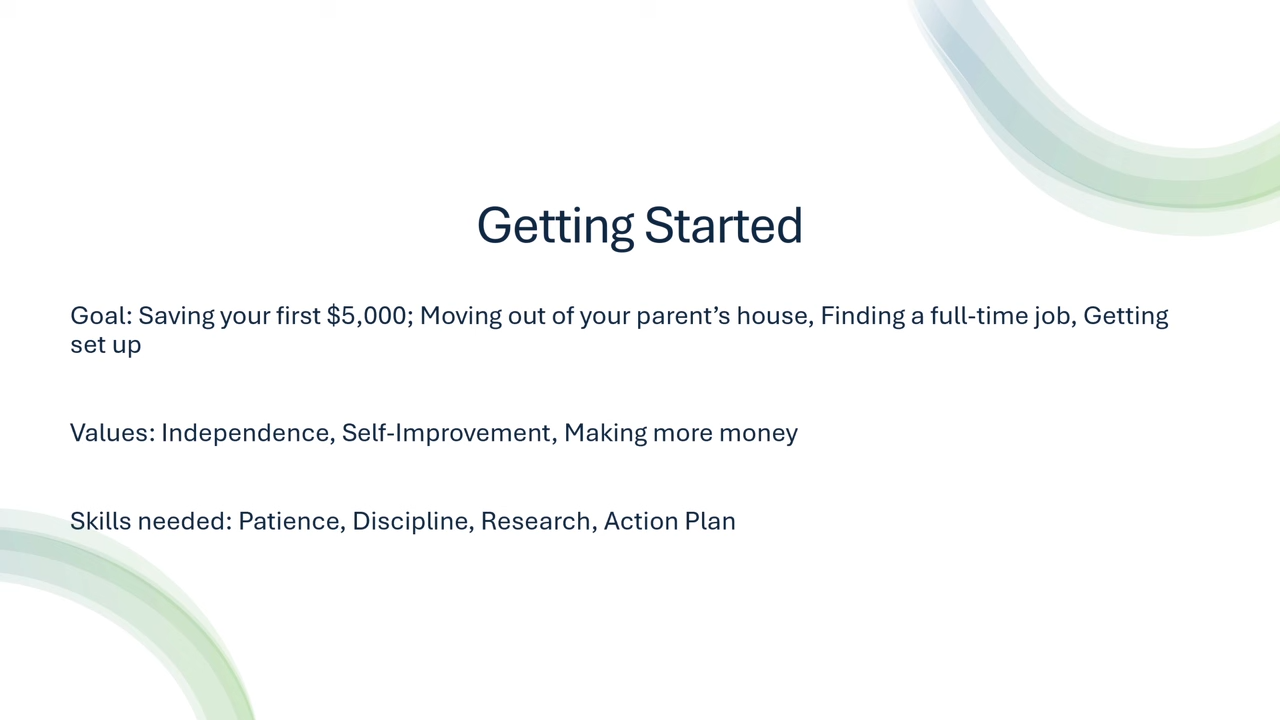 Getting Started
Goal: Saving your first $5,000; Moving out of your parent’s house, Finding a full-time job, Getting
set up
Values: Independence, Self-Improvement, Making more money
Skills needed: Patience, Discipline, Research, Action Plan